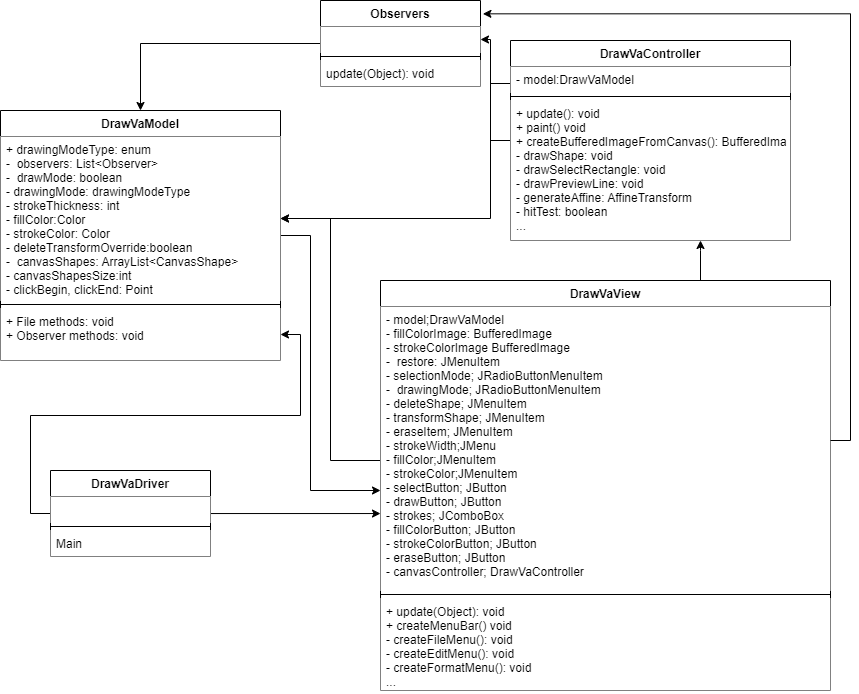 Observers
update(Object): void
DrawVaController
- model:DrawVaModel
+ update(): void
+ paint() void
+ createBufferedImageFromCanvas(): BufferedIma
- drawShape: void
- drawSelectRectangle: void
- drawPreviewLine: void
- generateAffine: AffineTransform
- hitTest: boolean
...
DrawVaModel
+ drawingModeType: enum
- observers: List<Observer>
- drawMode: boolean
- drawingMode: drawingModeType
- strokeThickness: int
- fillColor:Color
- strokeColor: Color
- deleteTransformOverride:boolean
- canvasShapes: ArrayList<CanvasShape>
- canvasShapesSize:int
- clickBegin, clickEnd: Point
+ File methods: void
+ Observer methods: void
DrawVaView
- model;DrawVaModel
- fillColorImage: BufferedImage
- strokeColorImage BufferedImage
- restore: JMenuItem
- selectionMode; JRadioButtonMenuItem
- drawingMode; JRadioButtonMenuItem
- deleteShape; JMenuItem
- transformShape; JMenuItem
- eraseItem; JMenuItem
- strokeWidth;JMenu
- fillColor;JMenuItem
- strokeColor;JMenuItem
- selectButton; JButton
- drawButton; JButton
- strokes; JComboBox
- fillColorButton; JButton
- strokeColorButton; JButton
- eraseButton; JButton
- canvasController; DrawVaController
+ update(Object): void
+ createMenuBar() void
- createFileMenu(): void
- createEditMenu(): void
- createFormatMenu(): void
...
DrawVaDriver
Main